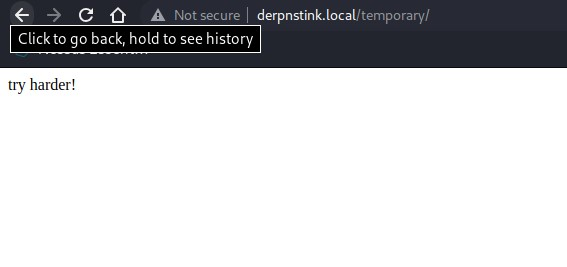 Not secure derpnstink.local/temporary/
Click to go back, hold to see history
try harder!